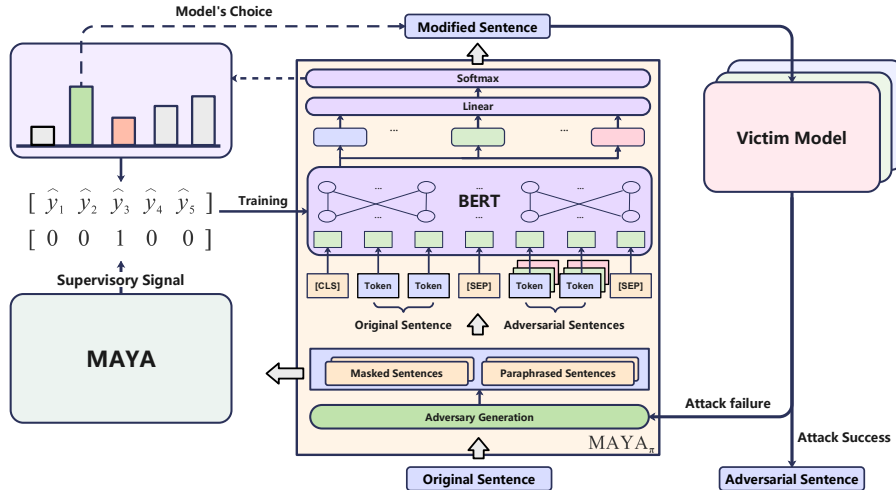 Model's Choice
Modified Sentence
Softmax
Linear
... ...
Victim Model
... ...
BERT
... ...
[ ŷ1 ŷ2 ŷ3 ŷ4 ŷ5 ]
Training
[ 0 0 1 0 0 ]
Supervisory Signal
[CLS] Token Token [SEP] Token Token [SEP]
Original Sentence Adversarial Sentences
MAYA
Masked Sentences Paraphrased Sentences
Adversary Generation
Attack failure
MAYAπ
Attack Success
Original Sentence
Adversarial Sentence